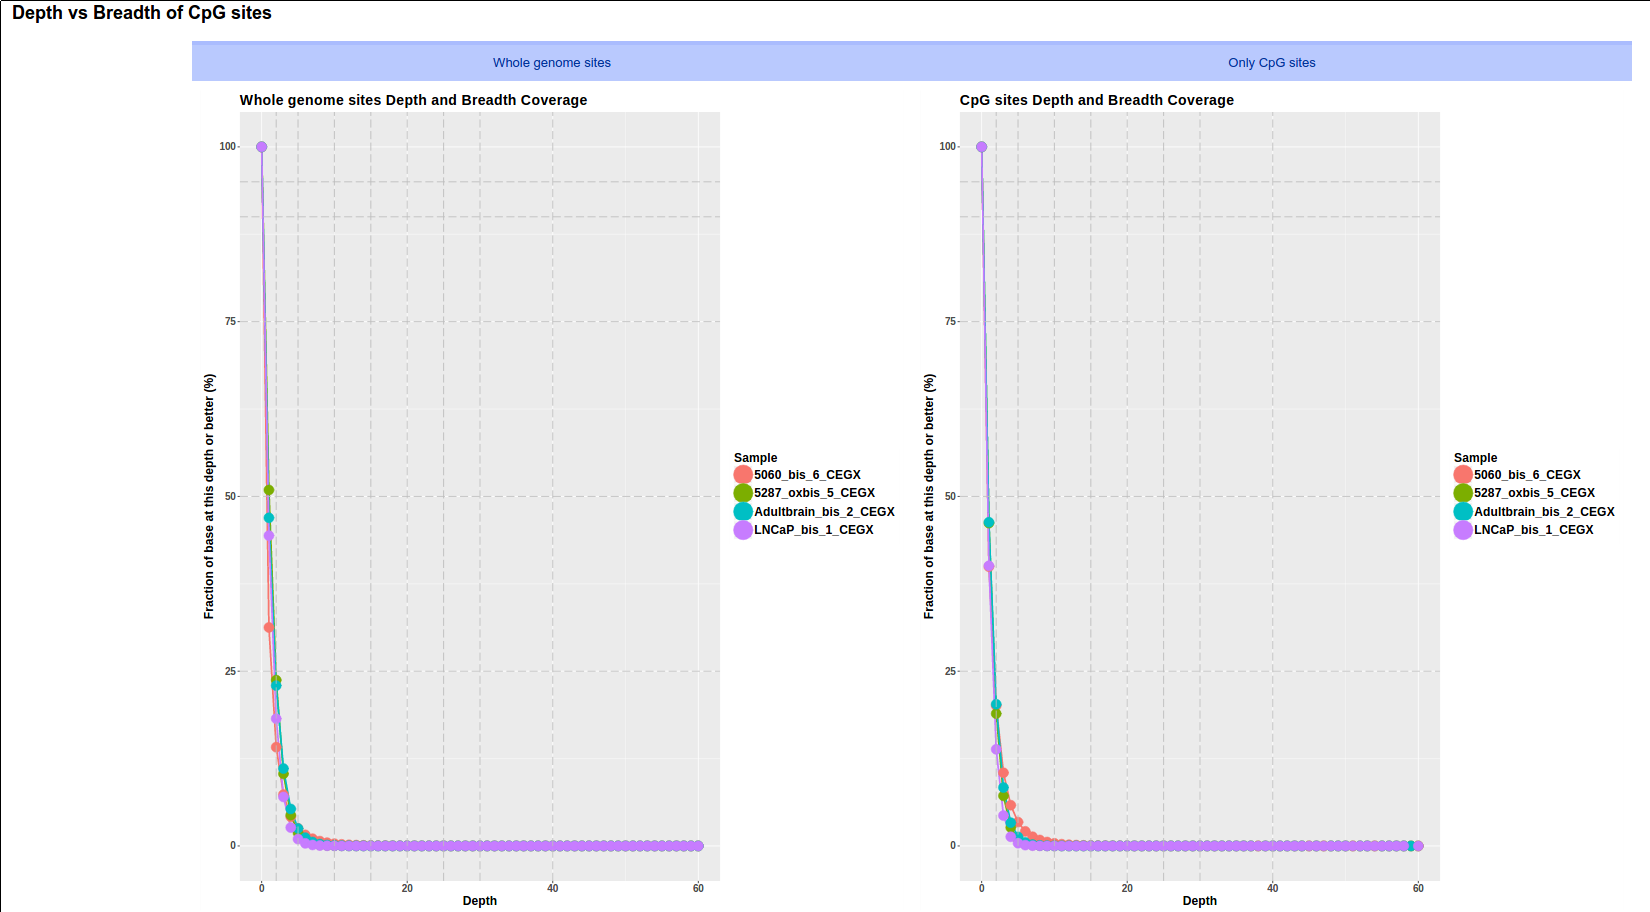 Depth vs Breadth of CpG sites
Whole genome sites
Only CpG sites
Whole genome sites Depth and Breadth Coverage
100
75
50
25
0
0
20
40
60
Depth
Fraction of base at this depth or better (%)
Sample
5060_bis_6_CEGX
5287_oxbis_5_CEGX
Adultbrain_bis_2_CEGX
LNCaP_bis_1_CEGX
CpG sites Depth and Breadth Coverage
100
75
50
25
0
0
20
40
60
Depth
Fraction of base at this depth or better (%)
Sample
5060_bis_6_CEGX
5287_oxbis_5_CEGX
Adultbrain_bis_2_CEGX
LNCaP_bis_1_CEGX